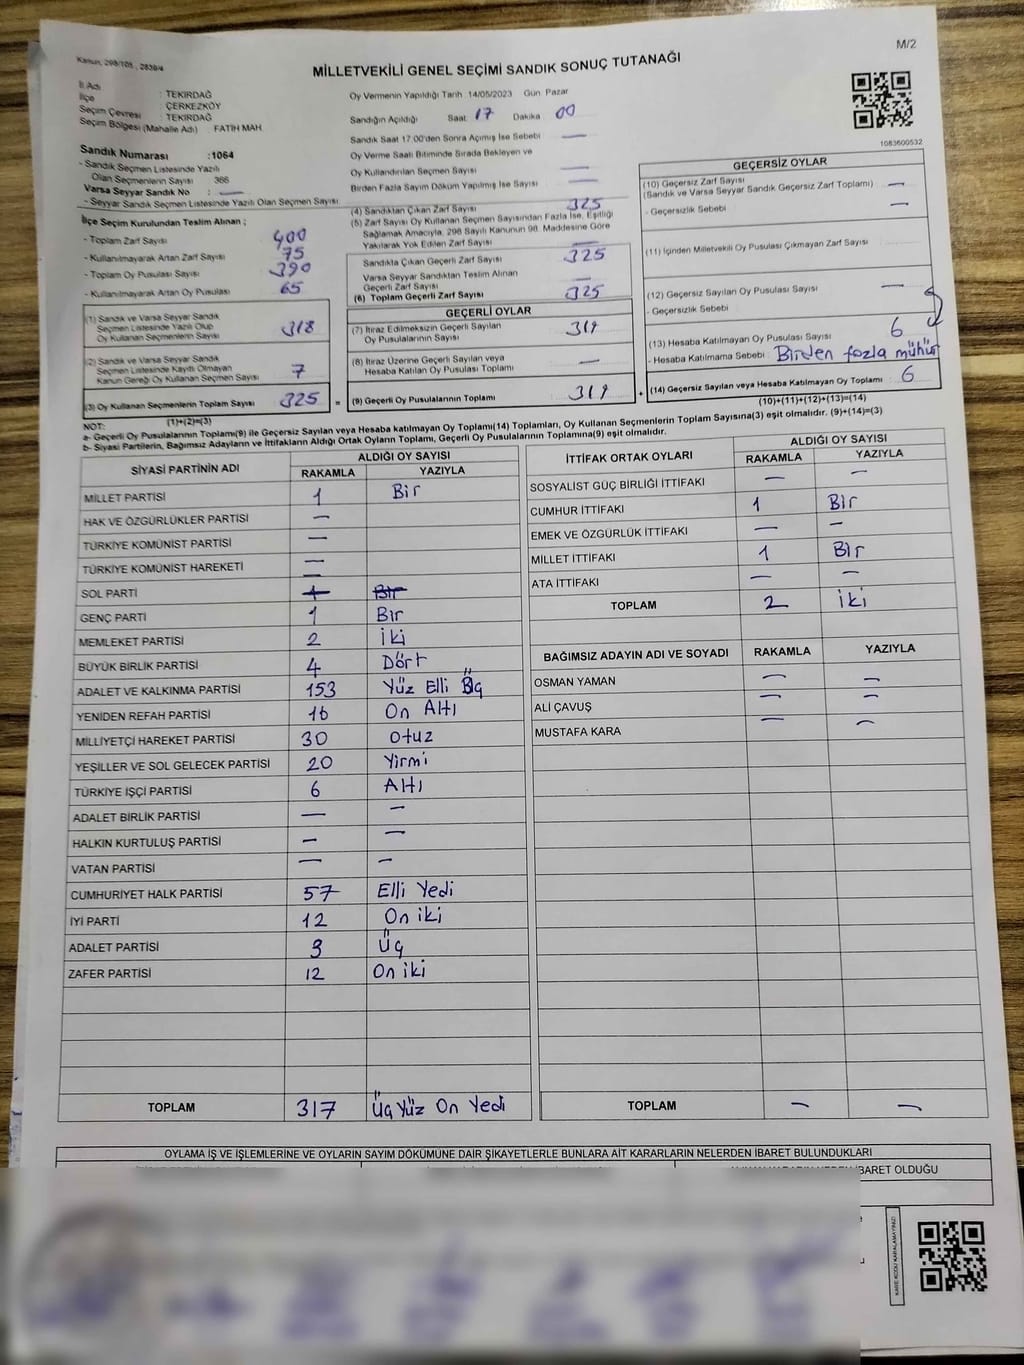 M/2
Kanun, 298/105 , 2839/4
MİLLETVEKİLİ GENEL SEÇİMİ SANDIK SONUÇ TUTANAĞI
İl Adı : TEKİRDAĞ
İlçe : ÇERKEZKÖY
Seçim Çevresi : TEKİRDAĞ
Seçim Bölgesi (Mahalle Adı) FATİH MAH.
Oy Vermenin Yapıldığı Tarih :14/05/2023 Gün Pazar
Sandığın Açıldığı Saat 17 Dakika 00
Sandık Saat 17.00'den Sonra Açımış İse Sebebi —
Oy Verme Saati Bitiminde Sırada Bekleyen ve
Oy Kullandırılan Seçmen Sayısı —
Birden Fazla Sayım Döküm Yapılmış İse Sayısı —
1083600532
Sandık Numarası :1064
- Sandık Seçmen Listesinde Yazılı
Olan Seçmenlerin Sayısı 366
Varsa Seyyar Sandık No : —
- Seyyar Sandık Seçmen Listesinde Yazılı Olan Seçmen Sayısı
İlçe Seçim Kurulundan Teslim Alınan ;
- Toplam Zarf Sayısı 400
- Kullanılmayarak Artan Zarf Sayısı 75
- Toplam Oy Pusulası Sayısı 390
- Kullanılmayarak Artan Oy Pusulası 65
(1) Sandık ve Varsa Seyyar Sandık
Seçmen Listesinde Yazılı Olup
Oy Kullanan Seçmenlerin Sayısı 318
(2) Sandık ve Varsa Seyyar Sandık
Seçmen Listesinde Kayıtlı Olmayan
Kanun Gereği Oy Kullanan Seçmen Sayısı 7
(3) Oy Kullanan Seçmenlerin Toplam Sayısı 325 =
(1)+(2)=(3)
(4) Sandıktan Çıkan Zarf Sayısı 325
(5) Zarf Sayısı Oy Kullanan Seçmen Sayısından Fazla İse, Eşitliği
Sağlamak Amacıyla, 298 Sayılı Kanunun 98. Maddesine Göre
Yakılarak Yok Edilen Zarf Sayısı —
Sandıkta Çıkan Geçerli Zarf Sayısı 325
Varsa Seyyar Sandıktan Teslim Alınan
Geçerli Zarf Sayısı —
(6) Toplam Geçerli Zarf Sayısı 325
GEÇERLİ OYLAR
(7) İtiraz Edilmeksizin Geçerli Sayılan
Oy Pusulalarının Sayısı 319
(8) İtiraz Üzerine Geçerli Sayılan veya
Hesaba Katılan Oy Pusulası Toplamı —
(9) Geçerli Oy Pusulalarının Toplamı 319 +
GEÇERSİZ OYLAR
(10) Geçersiz Zarf Sayısı —
(Sandık ve Varsa Seyyar Sandık Geçersiz Zarf Toplamı)
- Geçersizlik Sebebi —
(11) İçinden Milletvekili Oy Pusulası Çıkmayan Zarf Sayısı
(12) Geçersiz Sayılan Oy Pusulası Sayısı —
- Geçersizlik Sebebi
(13) Hesaba Katılmayan Oy Pusulası Sayısı 6
- Hesaba Katılmama Sebebi Birden fazla mühür
(14) Geçersiz Sayılan veya Hesaba Katılmayan Oy Toplamı : 6
(10)+(11)+(12)+(13)=(14)
NOT:
a- Geçerli Oy Pusulalarının Toplamı(9) ile Geçersiz Sayılan veya Hesaba katılmayan Oy Toplamı(14) Toplamları, Oy Kullanan Seçmenlerin Toplam Sayısına(3) eşit olmalıdır. (9)+(14)=(3)
b- Siyasi Partilerin, Bağımsız Adayların ve İttifakların Aldığı Ortak Oyların Toplamı, Geçerli Oy Pusulalarının Toplamına(9) eşit olmalıdır.
SİYASİ PARTİNİN ADI ALDIĞI OY SAYISI
RAKAMLA YAZIYLA
MİLLET PARTİSİ 1 Bir
HAK VE ÖZGÜRLÜKLER PARTİSİ —
TÜRKİYE KOMÜNİST PARTİSİ —
TÜRKİYE KOMÜNİST HAREKETİ —
SOL PARTİ — 1 Bir
GENÇ PARTİ 1 Bir
MEMLEKET PARTİSİ 2 İki
BÜYÜK BİRLİK PARTİSİ 4 Dört
ADALET VE KALKINMA PARTİSİ 153 Yüz Elli Üç
YENİDEN REFAH PARTİSİ 16 On Altı
MİLLİYETÇİ HAREKET PARTİSİ 30 Otuz
YEŞİLLER VE SOL GELECEK PARTİSİ 20 Yirmi
TÜRKİYE İŞÇİ PARTİSİ 6 Altı
ADALET BİRLİK PARTİSİ — —
HALKIN KURTULUŞ PARTİSİ — —
VATAN PARTİSİ — —
CUMHURİYET HALK PARTİSİ 57 Elli Yedi
İYİ PARTİ 12 On iki
ADALET PARTİSİ 3 Üç
ZAFER PARTİSİ 12 On iki
TOPLAM 317 Üç Yüz On Yedi
İTTİFAK ORTAK OYLARI ALDIĞI OY SAYISI
RAKAMLA YAZIYLA
SOSYALİST GÜÇ BİRLİĞİ İTTİFAKI — —
CUMHUR İTTİFAKI 1 Bir
EMEK VE ÖZGÜRLÜK İTTİFAKI — —
MİLLET İTTİFAKI 1 Bir
ATA İTTİFAKI — —
TOPLAM 2 İki
BAĞIMSIZ ADAYIN ADI VE SOYADI RAKAMLA YAZIYLA
OSMAN YAMAN — —
ALİ ÇAVUŞ — —
MUSTAFA KARA — —
TOPLAM — —
OYLAMA İŞ VE İŞLEMLERİNE VE OYLARIN SAYIM DÖKÜMÜNE DAİR ŞİKAYETLERLE BUNLARA AİT KARARLARIN NELERDEN İBARET BULUNDUKLARI
İBARET OLDUĞU
KARE KODU KARALAMAYINIZ!